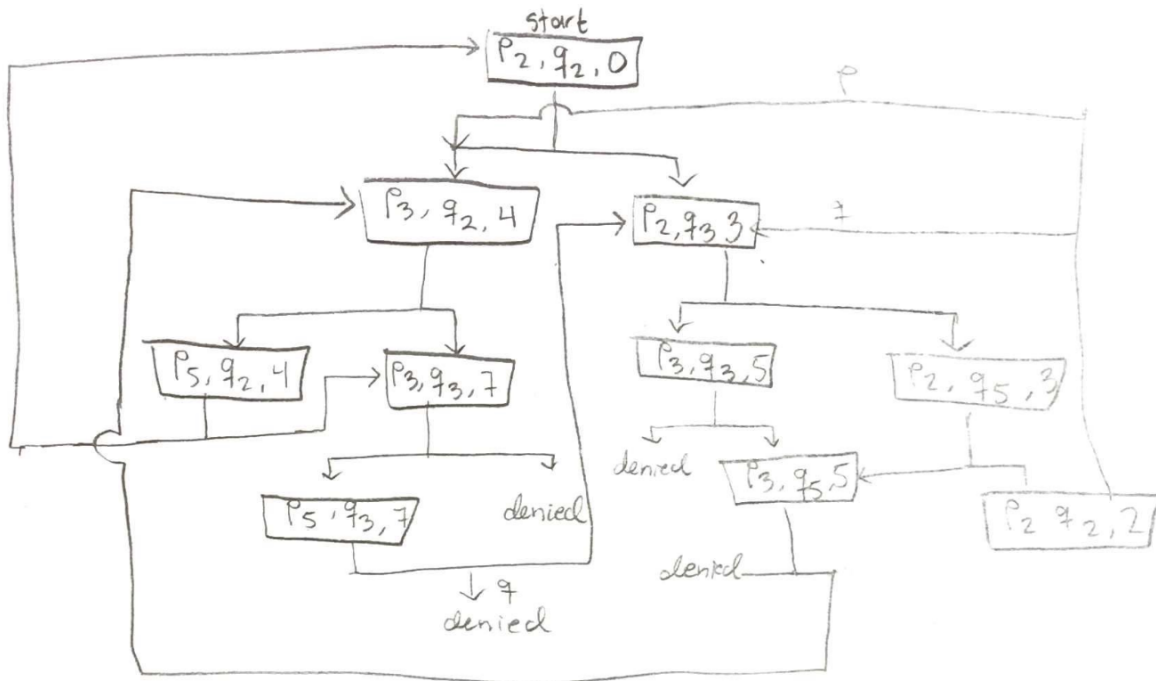 start
P2, q2, 0
P
P3, q2, 4
P2, q3 3
q
P5, q2, 4
P3, q3, 7
P3, q3, 5
P2, q5, 3
denied
P3, q5, 5
P5, q3, 7
denied
P2 q2, 2
denied
q
denied